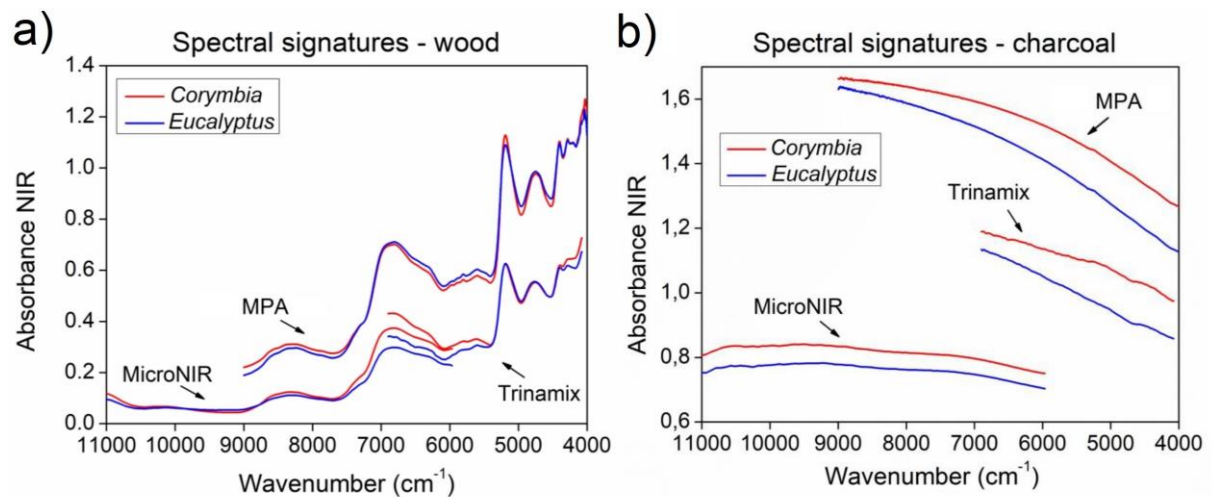 a)
Spectral signatures - wood
1.4
1.2
1.0
0.8
0.6
0.4
0.2
0.0
Absorbance NIR
Corymbia
Eucalyptus
MPA
MicroNIR
Trinamix
11000 10000 9000 8000 7000 6000 5000 4000
Wavenumber (cm⁻¹)
b)
Spectral signatures - charcoal
1,6
1,4
1,2
1,0
0,8
0,6
Absorbance NIR
Corymbia
Eucalyptus
MPA
Trinamix
MicroNIR
11000 10000 9000 8000 7000 6000 5000 4000
Wavenumber (cm⁻¹)